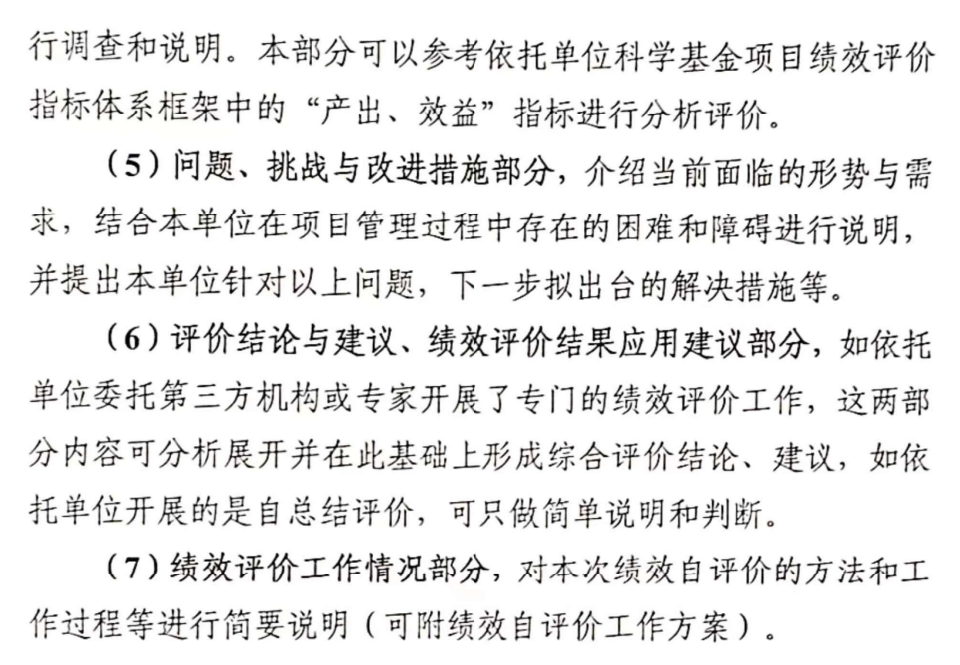 行调查和说明。本部分可以参考依托单位科学基金项目绩效评价
指标体系框架中的“产出、效益”指标进行分析评价。
（5）问题、挑战与改进措施部分，介绍当前面临的形势与需
求，结合本单位在项目管理过程中存在的困难和障碍进行说明，
并提出本单位针对以上问题，下一步拟出台的解决措施等。
（6）评价结论与建议、绩效评价结果应用建议部分，如依托
单位委托第三方机构或专家开展了专门的绩效评价工作，这两部
分内容可分析展开并在此基础上形成综合评价结论、建议，如依
托单位开展的是自总结评价，可只做简单说明和判断。
（7）绩效评价工作情况部分，对本次绩效自评价的方法和工
作过程等进行简要说明（可附绩效自评价工作方案）。